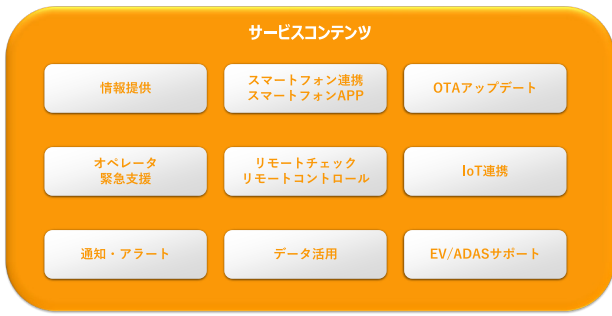 サービスコンテンツ
情報提供
スマートフォン連携
スマートフォンAPP
OTAアップデート
オペレータ
緊急支援
リモートチェック
リモートコントロール
IoT連携
通知・アラート
データ活用
EV/ADASサポート